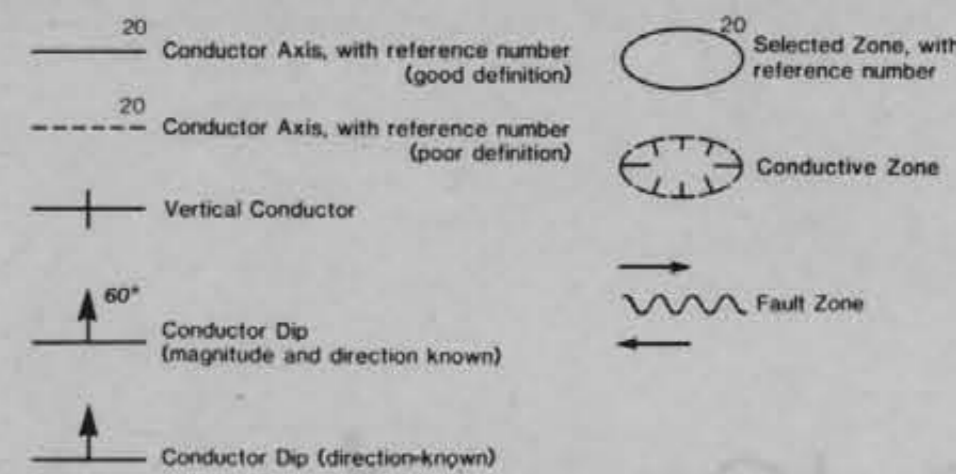 20
Conductor Axis, with reference number
(good definition)
20
Conductor Axis, with reference number
(poor definition)
Vertical Conductor
60°
Conductor Dip
(magnitude and direction known)
Conductor Dip (direction-known)
20
Selected Zone, with
reference number
Conductive Zone
Fault Zone